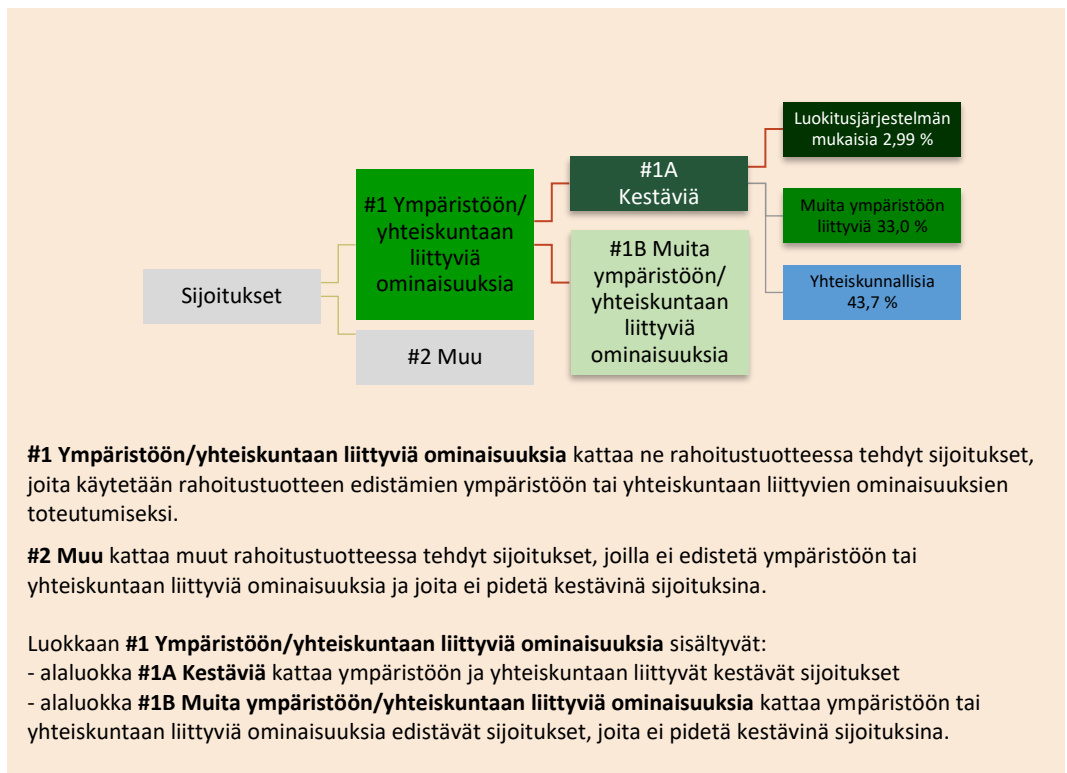 Sijoitukset
#1 Ympäristöön/
yhteiskuntaan
liittyviä
ominaisuuksia
#2 Muu
#1A
Kestäviä
#1B Muita
ympäristöön/
yhteiskuntaan
liittyviä
ominaisuuksia
Luokitusjärjestelmän
mukaisia 2,99 %
Muita ympäristöön
liittyviä 33,0 %
Yhteiskunnallisia
43,7 %
#1 Ympäristöön/yhteiskuntaan liittyviä ominaisuuksia kattaa ne rahoitustuotteessa tehdyt sijoitukset,
joita käytetään rahoitustuotteen edistämien ympäristöön tai yhteiskuntaan liittyvien ominaisuuksien
toteutumiseksi.
#2 Muu kattaa muut rahoitustuotteessa tehdyt sijoitukset, joilla ei edistetä ympäristöön tai
yhteiskuntaan liittyviä ominaisuuksia ja joita ei pidetä kestävinä sijoituksina.
Luokkaan #1 Ympäristöön/yhteiskuntaan liittyviä ominaisuuksia sisältyvät:
- alaluokka #1A Kestäviä kattaa ympäristöön ja yhteiskuntaan liittyvät kestävät sijoitukset
- alaluokka #1B Muita ympäristöön/yhteiskuntaan liittyviä ominaisuuksia kattaa ympäristöön tai
yhteiskuntaan liittyviä ominaisuuksia edistävät sijoitukset, joita ei pidetä kestävinä sijoituksina.